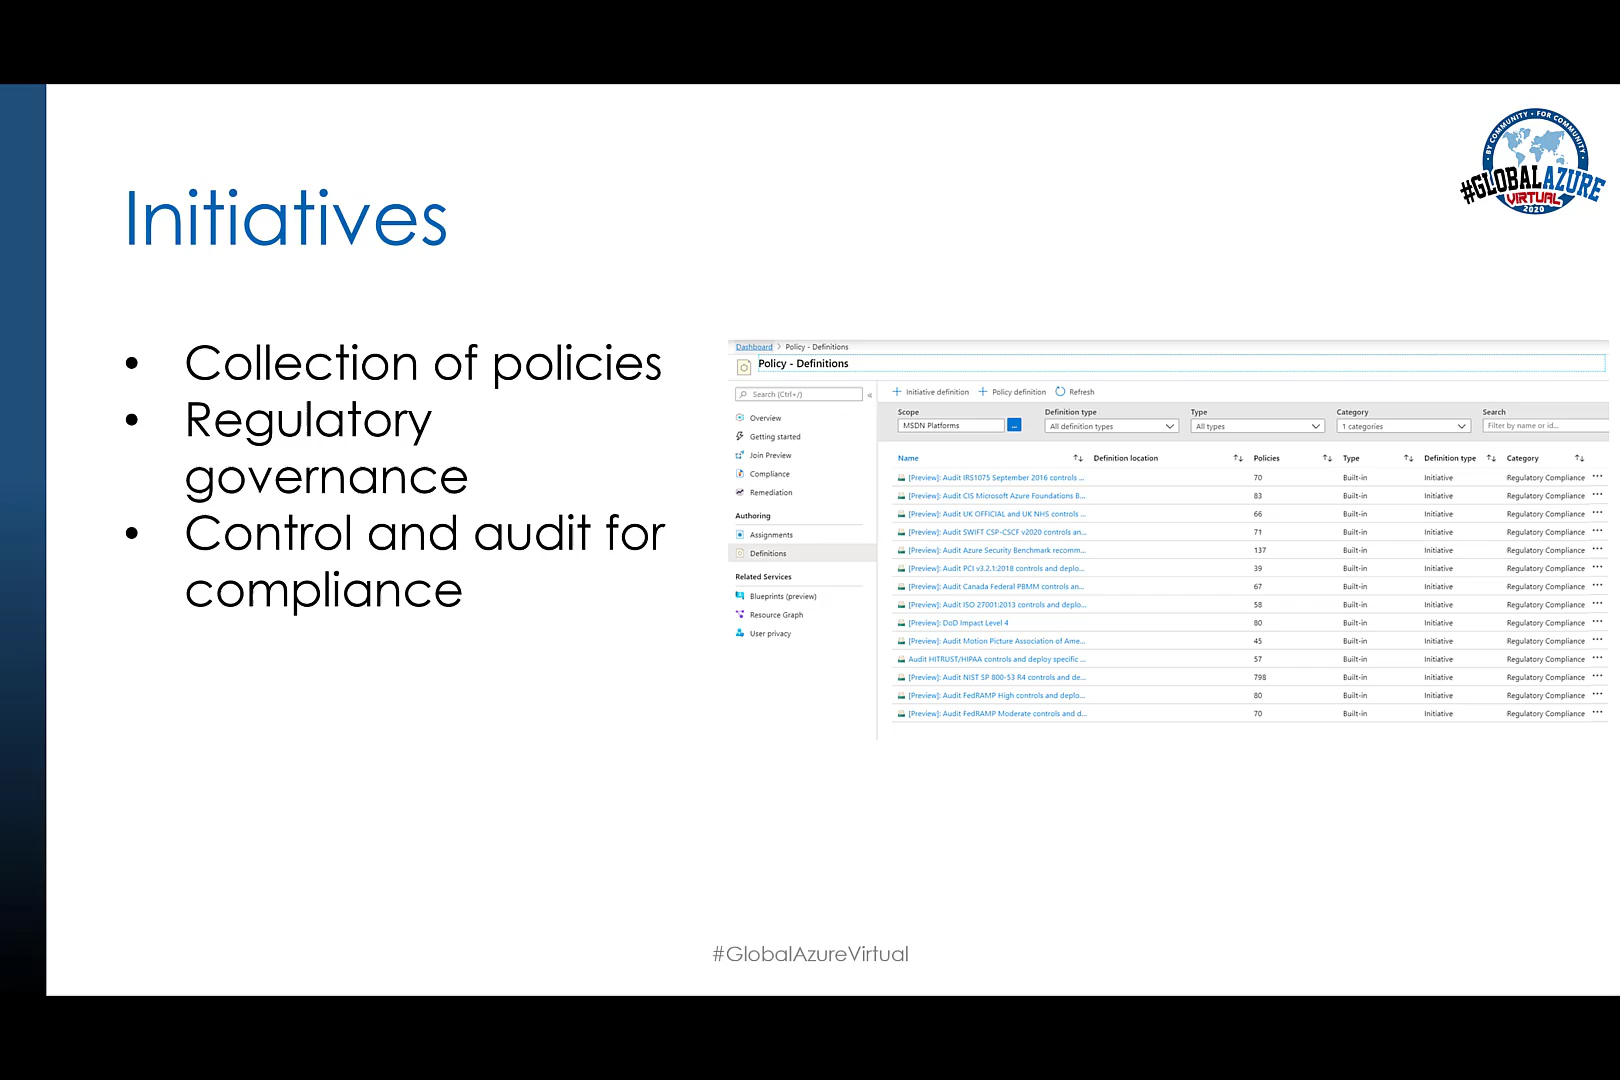 BY COMMUNITY • FOR COMMUNITY
#GLOBALAZURE
VIRTUAL
2020
Initiatives
• Collection of policies
• Regulatory
governance
• Control and audit for
compliance
Dashboard > Policy - Definitions
Policy - Definitions
Search (Ctrl+/)
«
Overview
Getting started
Join Preview
Compliance
Remediation
Authoring
Assignments
Definitions
Related Services
Blueprints (preview)
Resource Graph
User privacy
+ Initiative definition + Policy definition Refresh
Scope Definition type Type Category Search
MSDN Platforms ... All definition types All types 1 categories Filter by name or id...
Name Definition location Policies Type Definition type Category
[Preview]: Audit IRS1075 September 2016 controls ... 70 Built-in Initiative Regulatory Compliance ...
[Preview]: Audit CIS Microsoft Azure Foundations B... 83 Built-in Initiative Regulatory Compliance ...
[Preview]: Audit UK OFFICIAL and UK NHS controls ... 66 Built-in Initiative Regulatory Compliance ...
[Preview]: Audit SWIFT CSP-CSCF v2020 controls an... 71 Built-in Initiative Regulatory Compliance ...
[Preview]: Audit Azure Security Benchmark recomm... 137 Built-in Initiative Regulatory Compliance ...
[Preview]: Audit PCI v3.2.1:2018 controls and deplo... 39 Built-in Initiative Regulatory Compliance ...
[Preview]: Audit Canada Federal PBMM controls an... 67 Built-in Initiative Regulatory Compliance ...
[Preview]: Audit ISO 27001:2013 controls and deplo... 58 Built-in Initiative Regulatory Compliance ...
[Preview]: DoD Impact Level 4 80 Built-in Initiative Regulatory Compliance ...
[Preview]: Audit Motion Picture Association of Ame... 45 Built-in Initiative Regulatory Compliance ...
Audit HITRUST/HIPAA controls and deploy specific ... 57 Built-in Initiative Regulatory Compliance ...
[Preview]: Audit NIST SP 800-53 R4 controls and de... 798 Built-in Initiative Regulatory Compliance ...
[Preview]: Audit FedRAMP High controls and deplo... 80 Built-in Initiative Regulatory Compliance ...
[Preview]: Audit FedRAMP Moderate controls and d... 70 Built-in Initiative Regulatory Compliance ...
#GlobalAzureVirtual